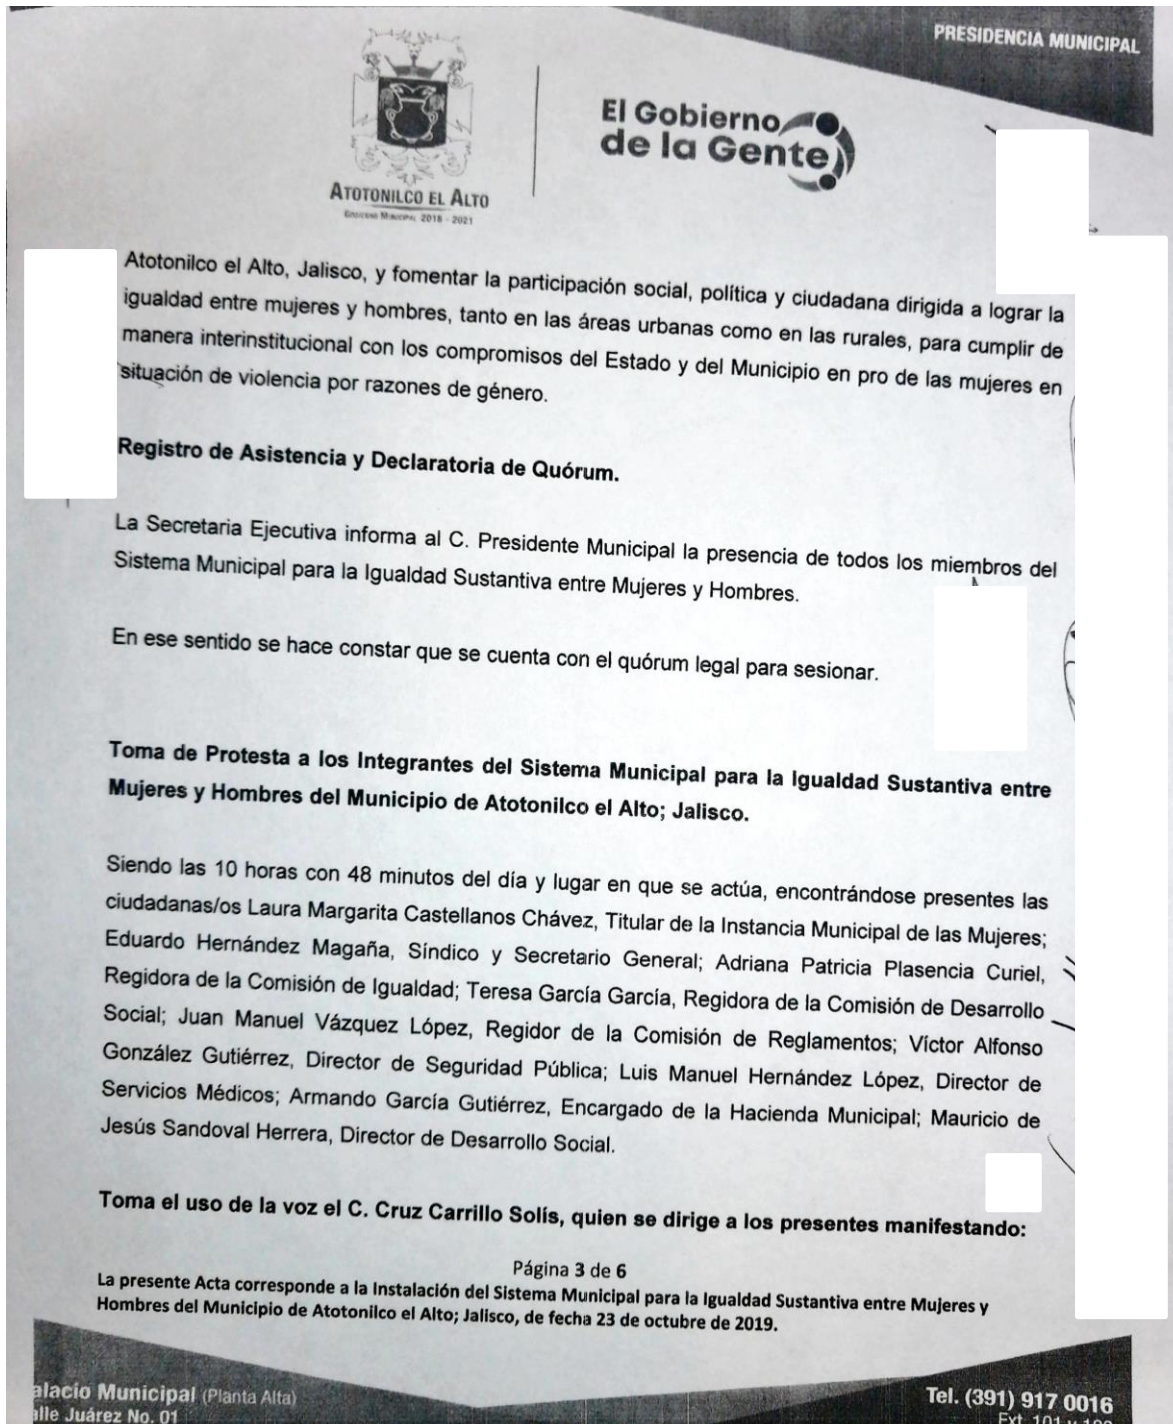 PRESIDENCIA MUNICIPAL
El Gobierno
de la Gente
ATOTONILCO EL ALTO
GOBIERNO MUNICIPAL 2018 - 2021
Atotonilco el Alto, Jalisco, y fomentar la participación social, política y ciudadana dirigida a lograr la
igualdad entre mujeres y hombres, tanto en las áreas urbanas como en las rurales, para cumplir de
manera interinstitucional con los compromisos del Estado y del Municipio en pro de las mujeres en
situación de violencia por razones de género.
Registro de Asistencia y Declaratoria de Quórum.
La Secretaria Ejecutiva informa al C. Presidente Municipal la presencia de todos los miembros del
Sistema Municipal para la Igualdad Sustantiva entre Mujeres y Hombres.
En ese sentido se hace constar que se cuenta con el quórum legal para sesionar.
Toma de Protesta a los Integrantes del Sistema Municipal para la Igualdad Sustantiva entre
Mujeres y Hombres del Municipio de Atotonilco el Alto; Jalisco.
Siendo las 10 horas con 48 minutos del día y lugar en que se actúa, encontrándose presentes las
ciudadanas/os Laura Margarita Castellanos Chávez, Titular de la Instancia Municipal de las Mujeres;
Eduardo Hernández Magaña, Síndico y Secretario General; Adriana Patricia Plasencia Curiel,
Regidora de la Comisión de Igualdad; Teresa García García, Regidora de la Comisión de Desarrollo
Social; Juan Manuel Vázquez López, Regidor de la Comisión de Reglamentos; Víctor Alfonso
González Gutiérrez, Director de Seguridad Pública; Luis Manuel Hernández López, Director de
Servicios Médicos; Armando García Gutiérrez, Encargado de la Hacienda Municipal; Mauricio de
Jesús Sandoval Herrera, Director de Desarrollo Social.
Toma el uso de la voz el C. Cruz Carrillo Solís, quien se dirige a los presentes manifestando:
Página 3 de 6
La presente Acta corresponde a la Instalación del Sistema Municipal para la Igualdad Sustantiva entre Mujeres y
Hombres del Municipio de Atotonilco el Alto; Jalisco, de fecha 23 de octubre de 2019.
alacio Municipal (Planta Alta)
alle Juárez No. 01
Tel. (391) 917 0016
Ext. 101 y